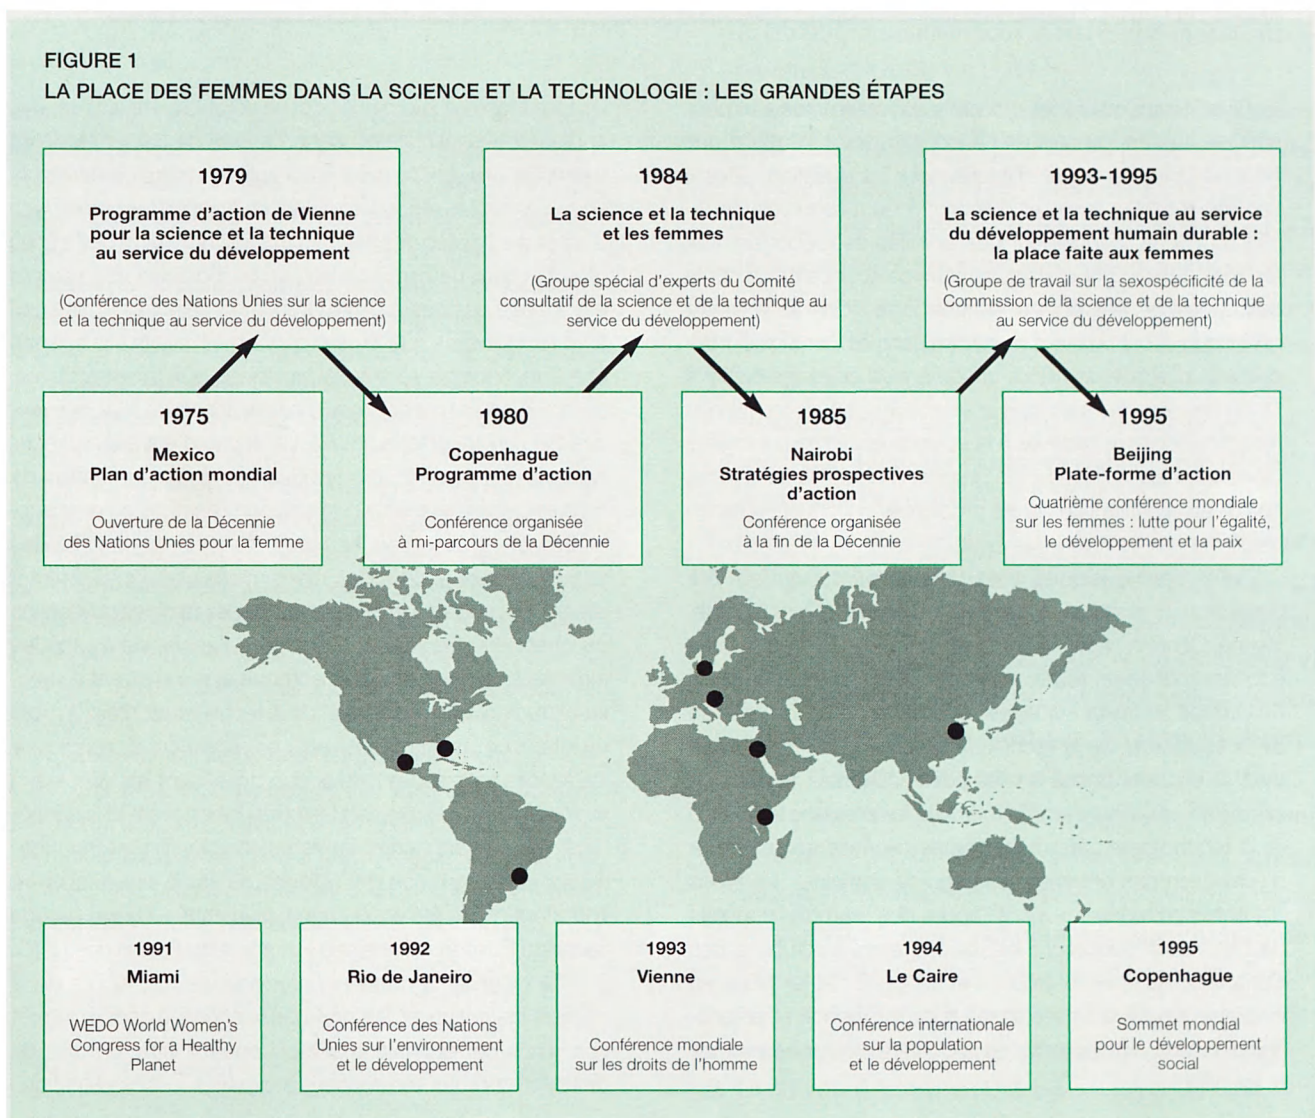 FIGURE 1
LA PLACE DES FEMMES DANS LA SCIENCE ET LA TECHNOLOGIE : LES GRANDES ÉTAPES
1979
Programme d'action de Vienne
pour la science et la technique
au service du développement
(Conférence des Nations Unies sur la science
et la technique au service du développement)
1984
La science et la technique
et les femmes
(Groupe spécial d'experts du Comité
consultatif de la science et de la technique au
service du développement)
1993-1995
La science et la technique au service
du développement humain durable :
la place faite aux femmes
(Groupe de travail sur la sexospécificité de la
Commission de la science et de la technique
au service du développement)
1975
Mexico
Plan d'action mondial
Ouverture de la Décennie
des Nations Unies pour la femme
1980
Copenhague
Programme d'action
Conférence organisée
à mi-parcours de la Décennie
1985
Nairobi
Stratégies prospectives
d'action
Conférence organisée
à la fin de la Décennie
1995
Beijing
Plate-forme d'action
Quatrième conférence mondiale
sur les femmes : lutte pour l'égalité,
le développement et la paix
1991
Miami
WEDO World Women's
Congress for a Healthy
Planet
1992
Rio de Janeiro
Conférence des Nations
Unies sur l'environnement
et le développement
1993
Vienne
Conférence mondiale
sur les droits de l'homme
1994
Le Caire
Conférence internationale
sur la population
et le développement
1995
Copenhague
Sommet mondial
pour le développement
social